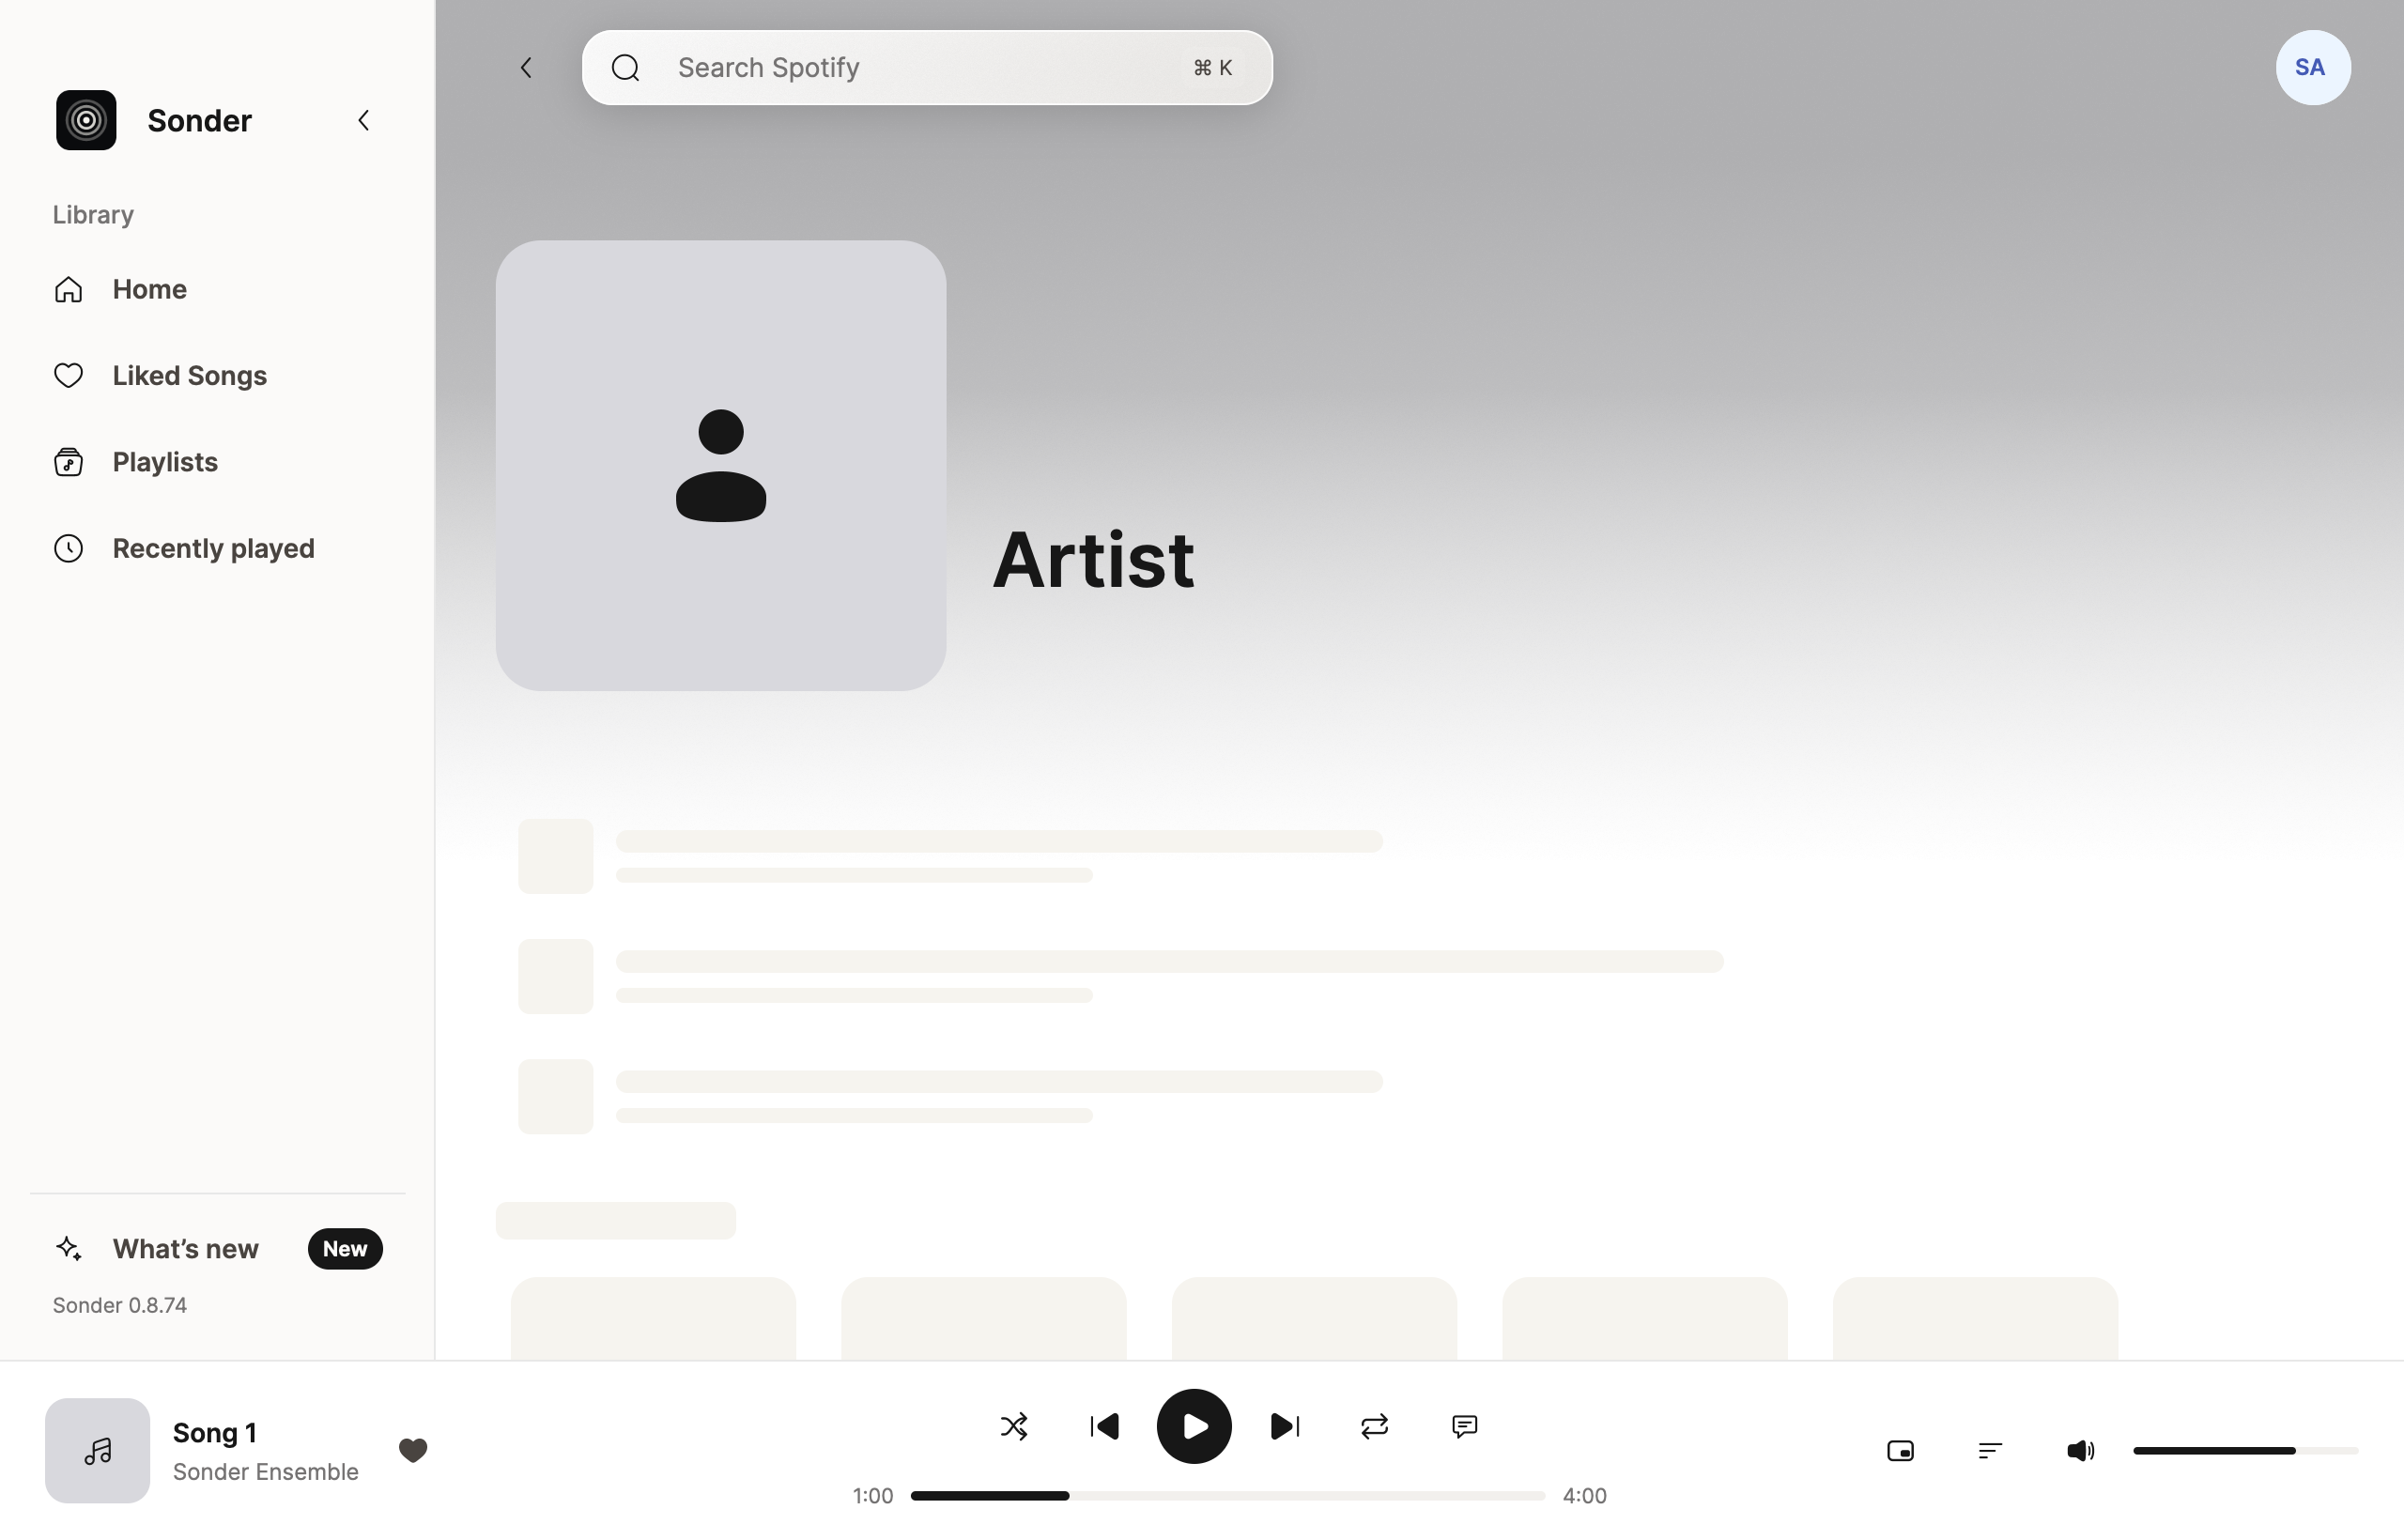 Search Spotify
⌘ K
SA
Sonder
Library
Home
Liked Songs
Playlists
Recently played
Artist
What’s new
New
Sonder 0.8.74
Song 1
Sonder Ensemble
1:00
4:00